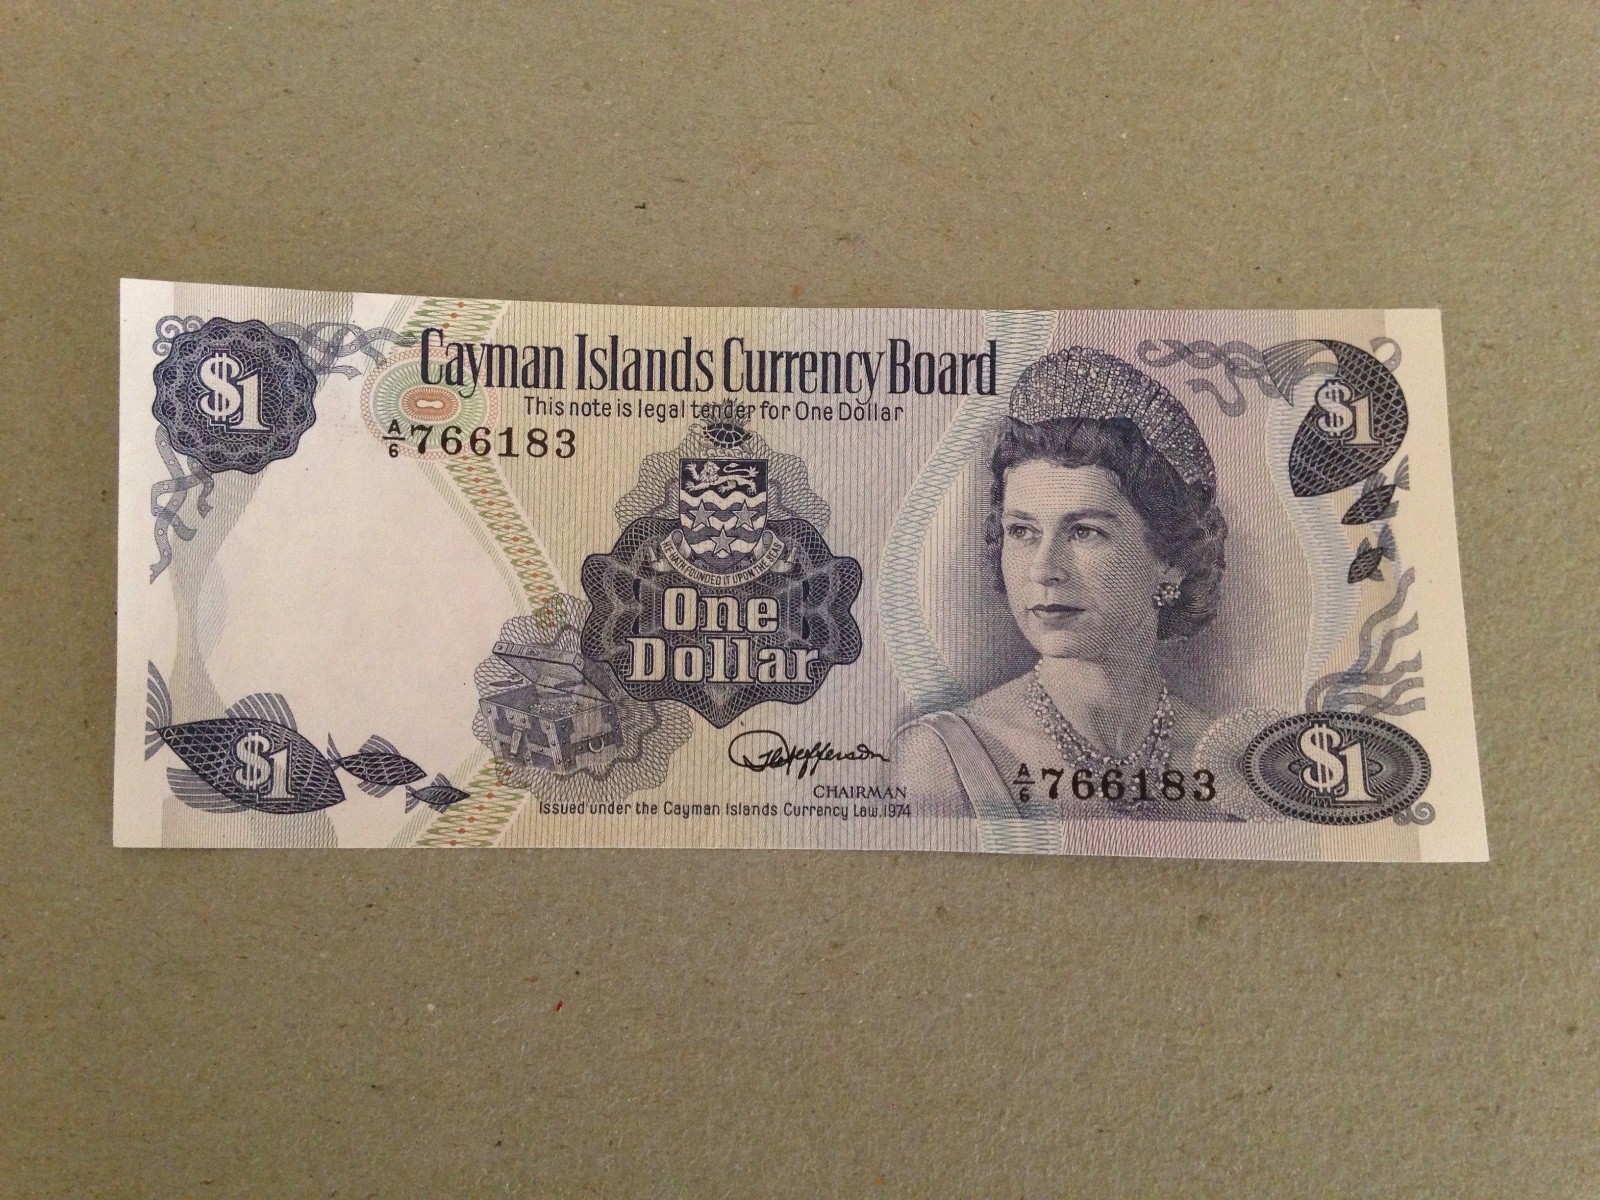 $1
Cayman Islands Currency Board
$1
This note is legal tender for One Dollar
A/6 766183
HE HATH FOUNDED IT UPON THE SEAS
One
Dollar
$1
$1
CHAIRMAN
A/6 766183
Issued under the Cayman Islands Currency Law, 1974